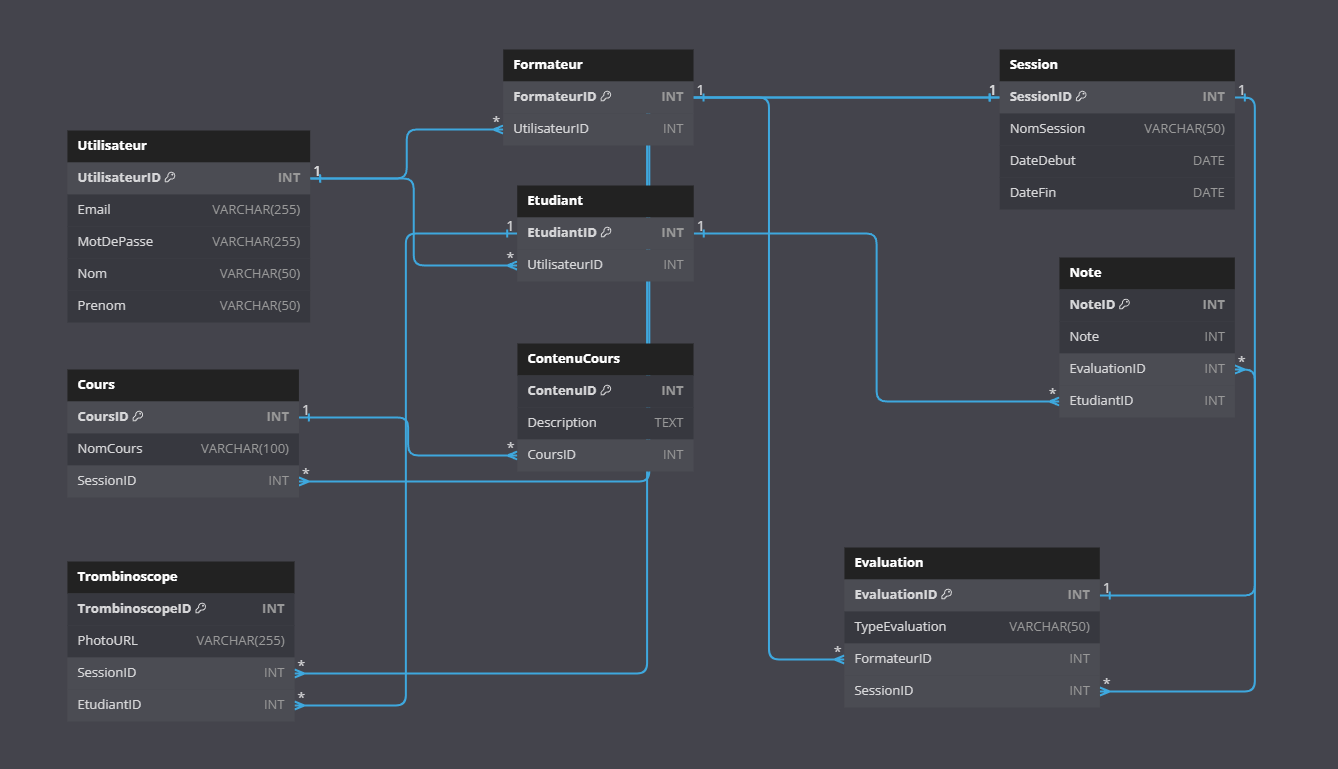 Utilisateur
UtilisateurID INT
Email VARCHAR(255)
MotDePasse VARCHAR(255)
Nom VARCHAR(50)
Prenom VARCHAR(50)
1
Cours
CoursID INT
NomCours VARCHAR(100)
SessionID INT
1
*
Trombinoscope
TrombinoscopeID INT
PhotoURL VARCHAR(255)
SessionID INT
EtudiantID INT
*
*
Formateur
FormateurID INT
UtilisateurID INT
1
*
Etudiant
EtudiantID INT
UtilisateurID INT
1
1
*
ContenuCours
ContenuID INT
Description TEXT
CoursID INT
*
Session
SessionID INT
NomSession VARCHAR(50)
DateDebut DATE
DateFin DATE
1
1
Note
NoteID INT
Note INT
EvaluationID INT
EtudiantID INT
*
*
Evaluation
EvaluationID INT
TypeEvaluation VARCHAR(50)
FormateurID INT
SessionID INT
1
*
*